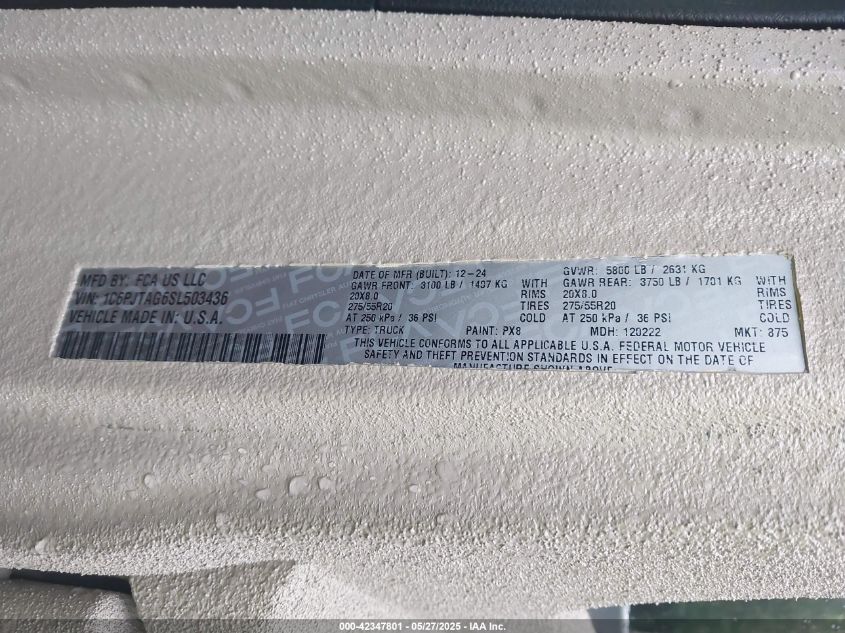 MFD BY: FCA US LLC
VIN: 1C6PJTAG6SL503436
VEHICLE MADE IN: U.S.A.
DATE OF MFR (BUILT): 12-24
GVWR: 5800 LB / 2631 KG
GAWR FRONT: 3100 LB / 1407 KG WITH
20X8.0 RIMS
275/55R20 TIRES
AT 250 kPa / 36 PSI COLD
GAWR REAR: 3750 LB / 1701 KG WITH
20X8.0 RIMS
275/55R20 TIRES
AT 250 kPa / 36 PSI COLD
TYPE: TRUCK PAINT: PX8 MDH: 120222 MKT: 875
THIS VEHICLE CONFORMS TO ALL APPLICABLE U.S.A. FEDERAL MOTOR VEHICLE
SAFETY AND THEFT PREVENTION STANDARDS IN EFFECT ON THE DATE OF
MANUFACTURE SHOWN ABOVE
000-42347801 - 05/27/2025 - IAA Inc.